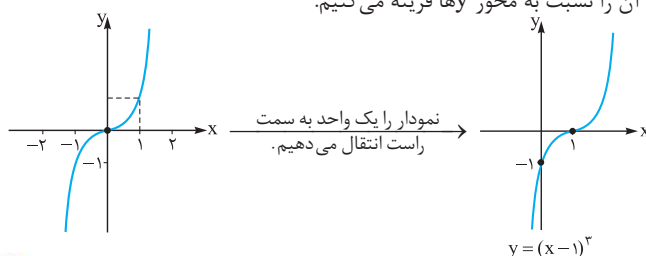 آن را نسبت به محور yها قرینه می‌کنیم.
y
x
−۲ −۱ ۱ ۲
−۱
نمودار را یک واحد به سمت
راست انتقال می‌دهیم.
y
x
۱
−۱
y = (x − ۱)^۳